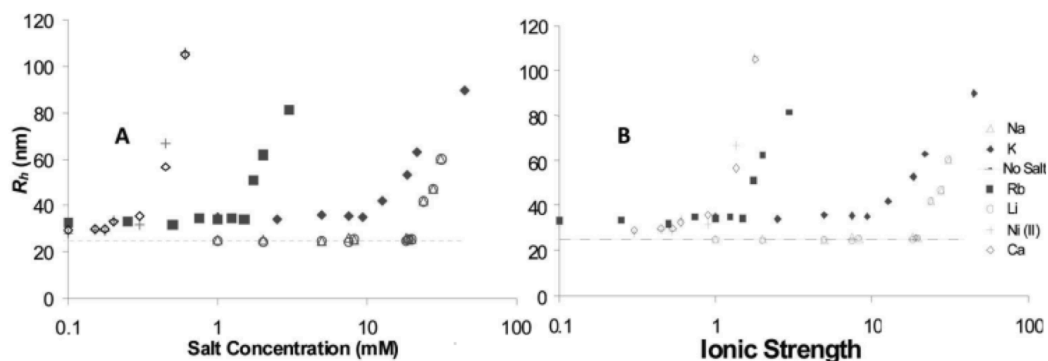 120
100
80
60
40
20
0
A
Rh (nm)
0.1 1 10 100
Salt Concentration (mM)
120
100
80
60
40
20
0
B
0.1 1 10 100
Ionic Strength
Na
K
No Salt
Rb
Li
Ni (II)
Ca